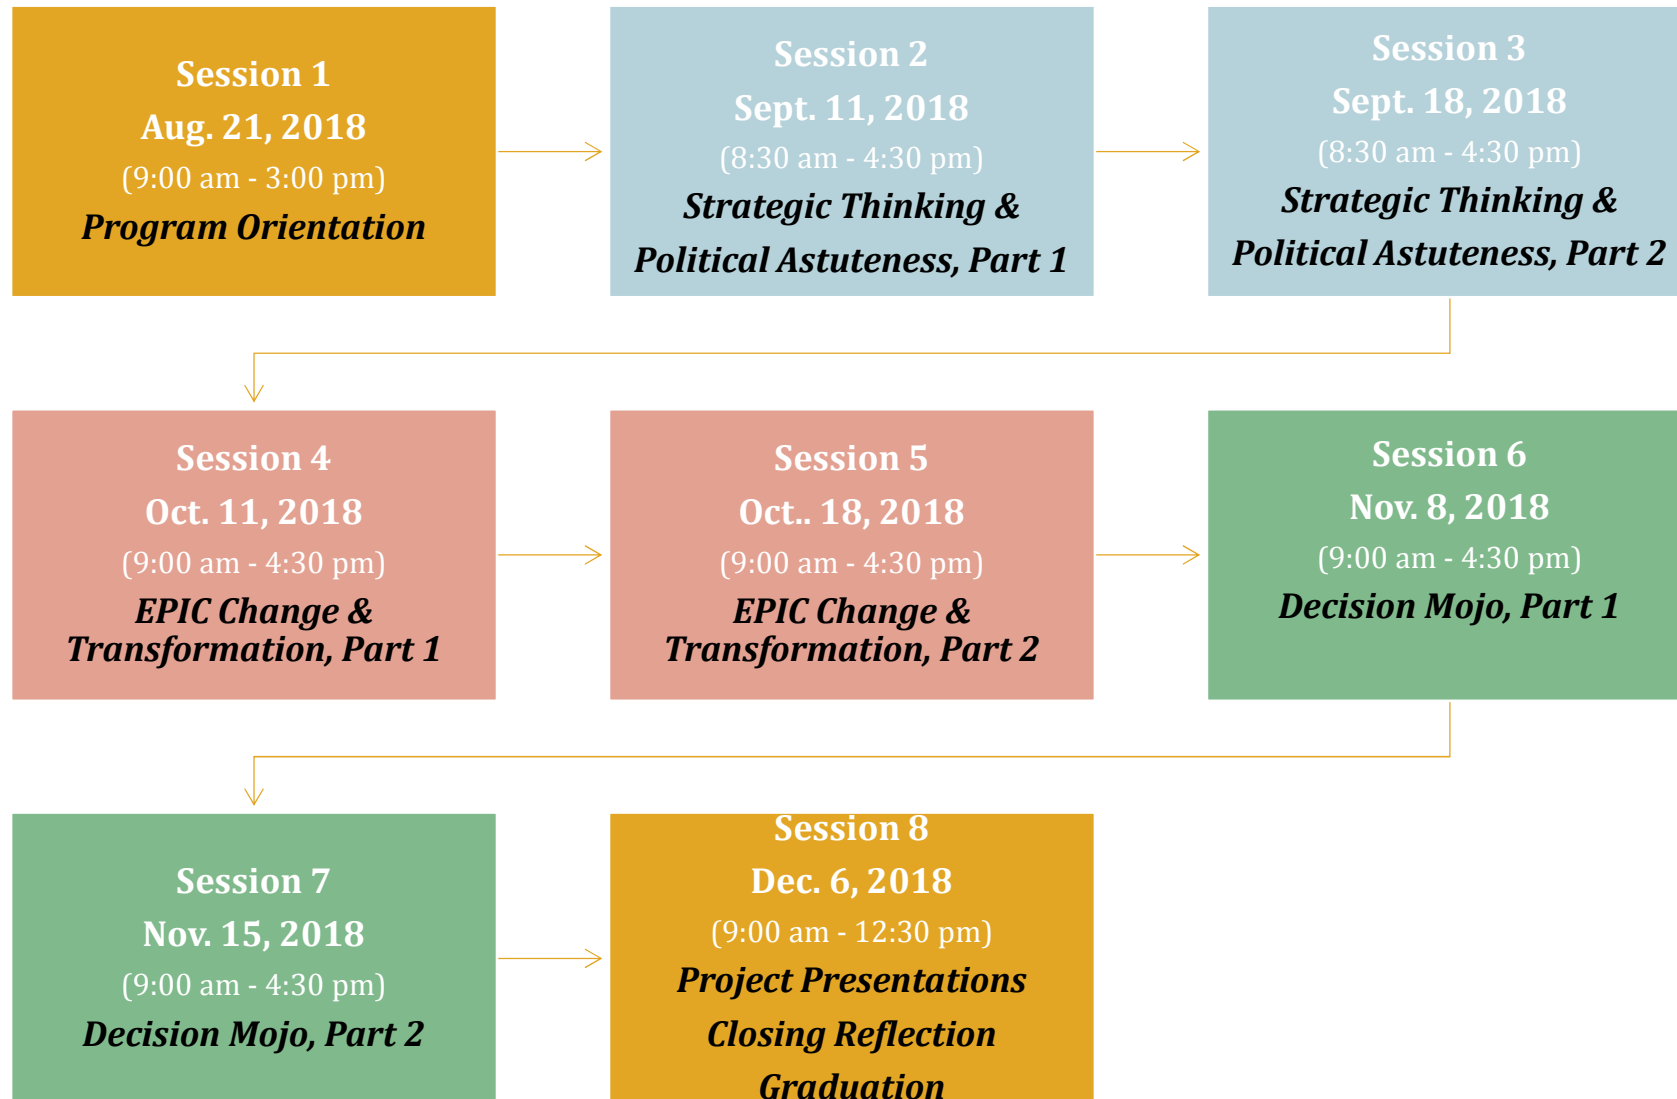 Session 1
Aug. 21, 2018
(9:00 am - 3:00 pm)
Program Orientation
Session 2
Sept. 11, 2018
(8:30 am - 4:30 pm)
Strategic Thinking &
Political Astuteness, Part 1
Session 3
Sept. 18, 2018
(8:30 am - 4:30 pm)
Strategic Thinking &
Political Astuteness, Part 2
Session 4
Oct. 11, 2018
(9:00 am - 4:30 pm)
EPIC Change &
Transformation, Part 1
Session 5
Oct.. 18, 2018
(9:00 am - 4:30 pm)
EPIC Change &
Transformation, Part 2
Session 6
Nov. 8, 2018
(9:00 am - 4:30 pm)
Decision Mojo, Part 1
Session 7
Nov. 15, 2018
(9:00 am - 4:30 pm)
Decision Mojo, Part 2
Session 8
Dec. 6, 2018
(9:00 am - 12:30 pm)
Project Presentations
Closing Reflection
Graduation